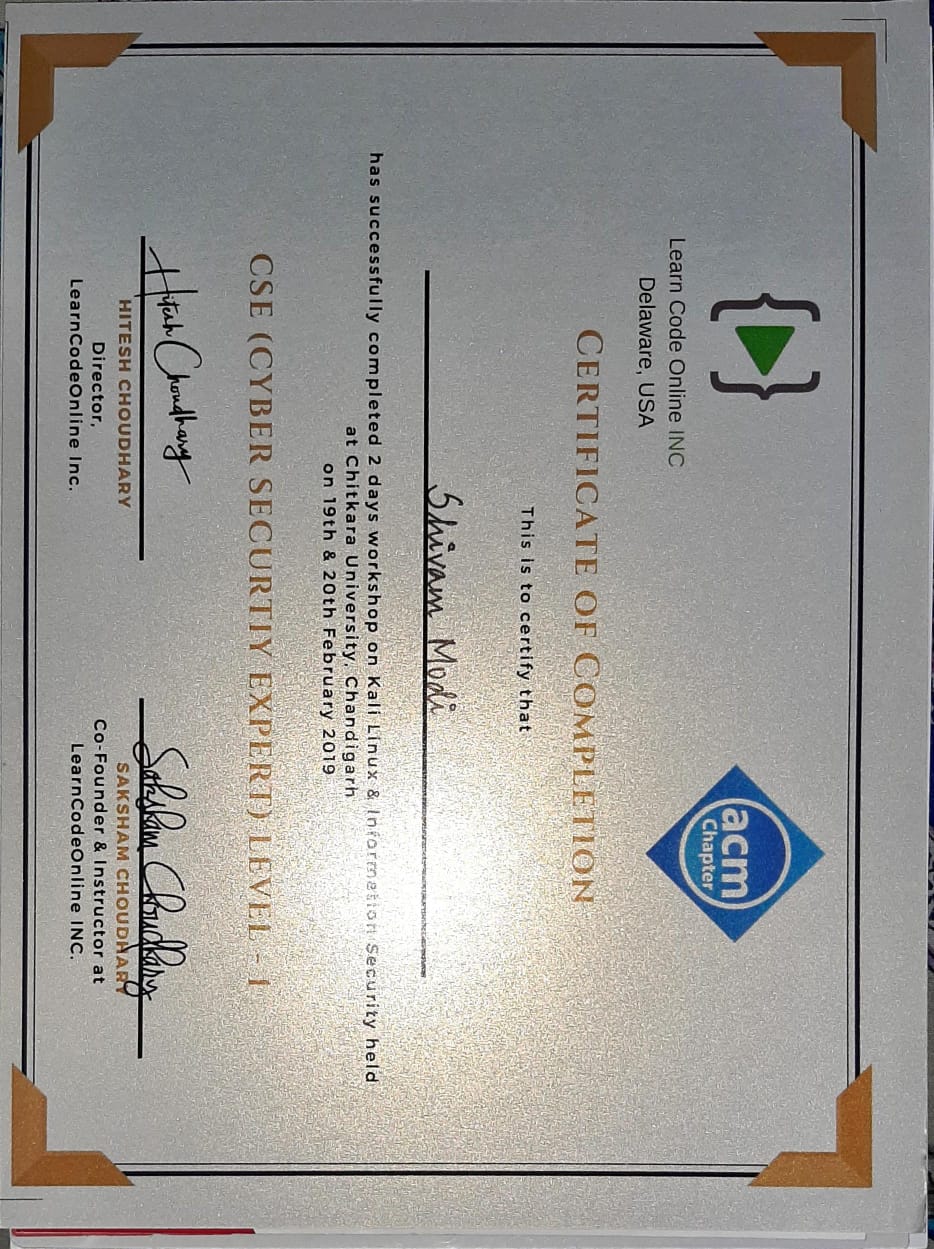 Learn Code Online INC
Delaware, USA
acm
Chapter
CERTIFICATE OF COMPLETION
This is to certify that
Shivam Modi
has successfully completed 2 days workshop on Kali Linux & Information Security held
at Chitkara University, Chandigarh
on 19th & 20th February 2019
CSE (CYBER SECURTIY EXPERT) LEVEL - 1
Hitesh Choudhary
HITESH CHOUDHARY
Director,
LearnCodeOnline Inc.
Saksham Choudhary
SAKSHAM CHOUDHARY
Co-Founder & Instructor at
LearnCodeOnline INC.